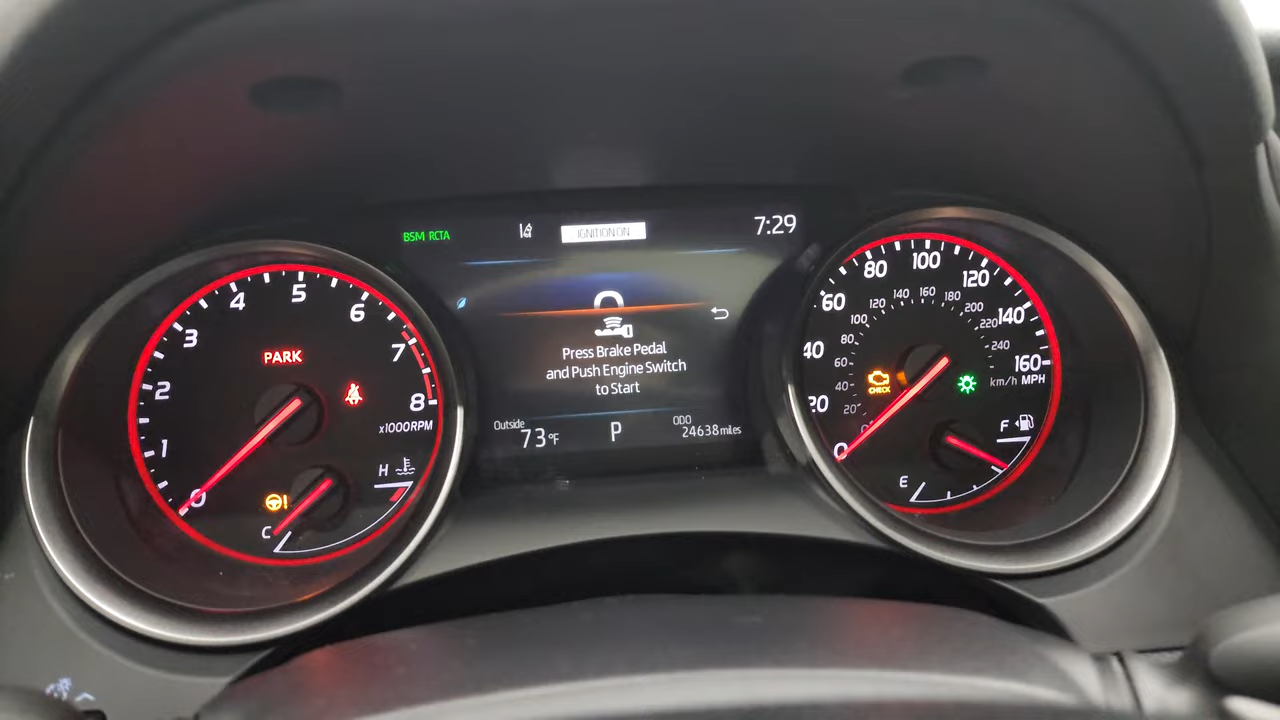 BSM RCTA
IGNITION ON
7:29
Press Brake Pedal
and Push Engine Switch
to Start
Outside
73°F
P
ODO
24638 miles
0
1
2
3
4
5
6
7
8
x1000RPM
PARK
H
C
0
20
40
60
80
100
120
140
160
MPH
km/h
0
20
40
60
80
100
120
140
160
180
200
220
240
CHECK
F
E